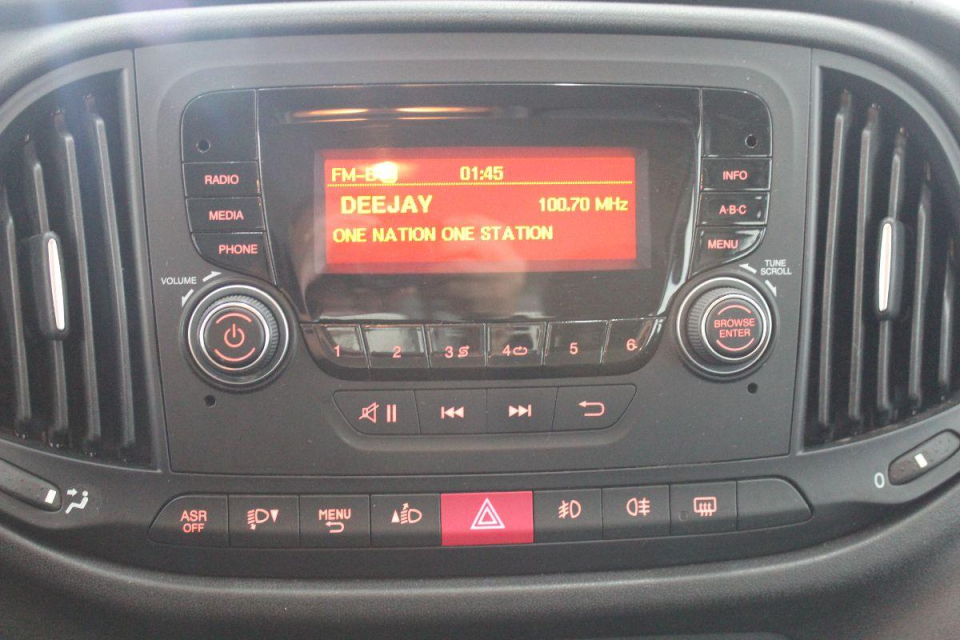 RADIO
MEDIA
PHONE
VOLUME
FM-
01:45
DEEJAY
100.70 MHz
ONE NATION ONE STATION
INFO
A-B-C
MENU
TUNE
SCROLL
BROWSE
ENTER
1
2
3
4
5
6
ASR
OFF
MENU
0